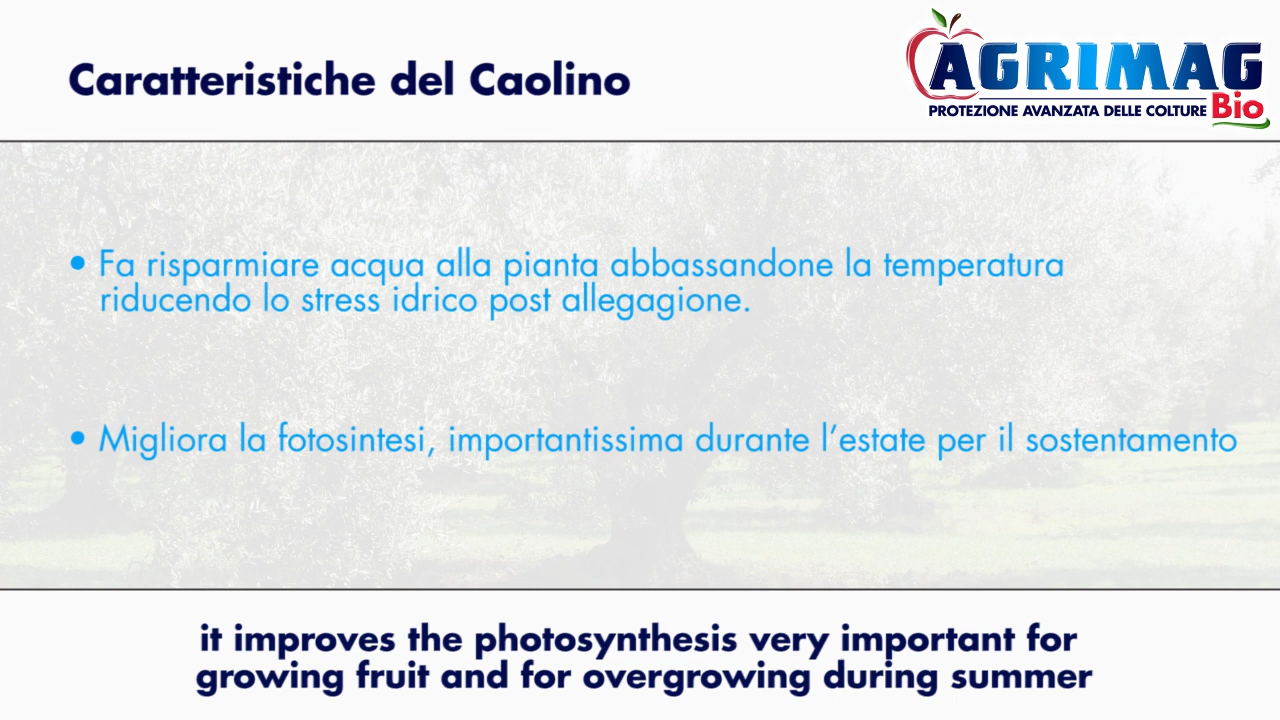 Caratteristiche del Caolino
AGRIMAG
PROTEZIONE AVANZATA DELLE COLTURE Bio
• Fa risparmiare acqua alla pianta abbassandone la temperatura
riducendo lo stress idrico post allegagione.
• Migliora la fotosintesi, importantissima durante l’estate per il sostentamento
it improves the photosynthesis very important for
growing fruit and for overgrowing during summer